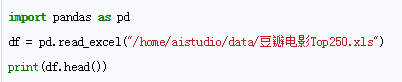 import pandas as pd
df = pd.read_excel("/home/aistudio/data/豆瓣电影Top250.xls")
print(df.head())